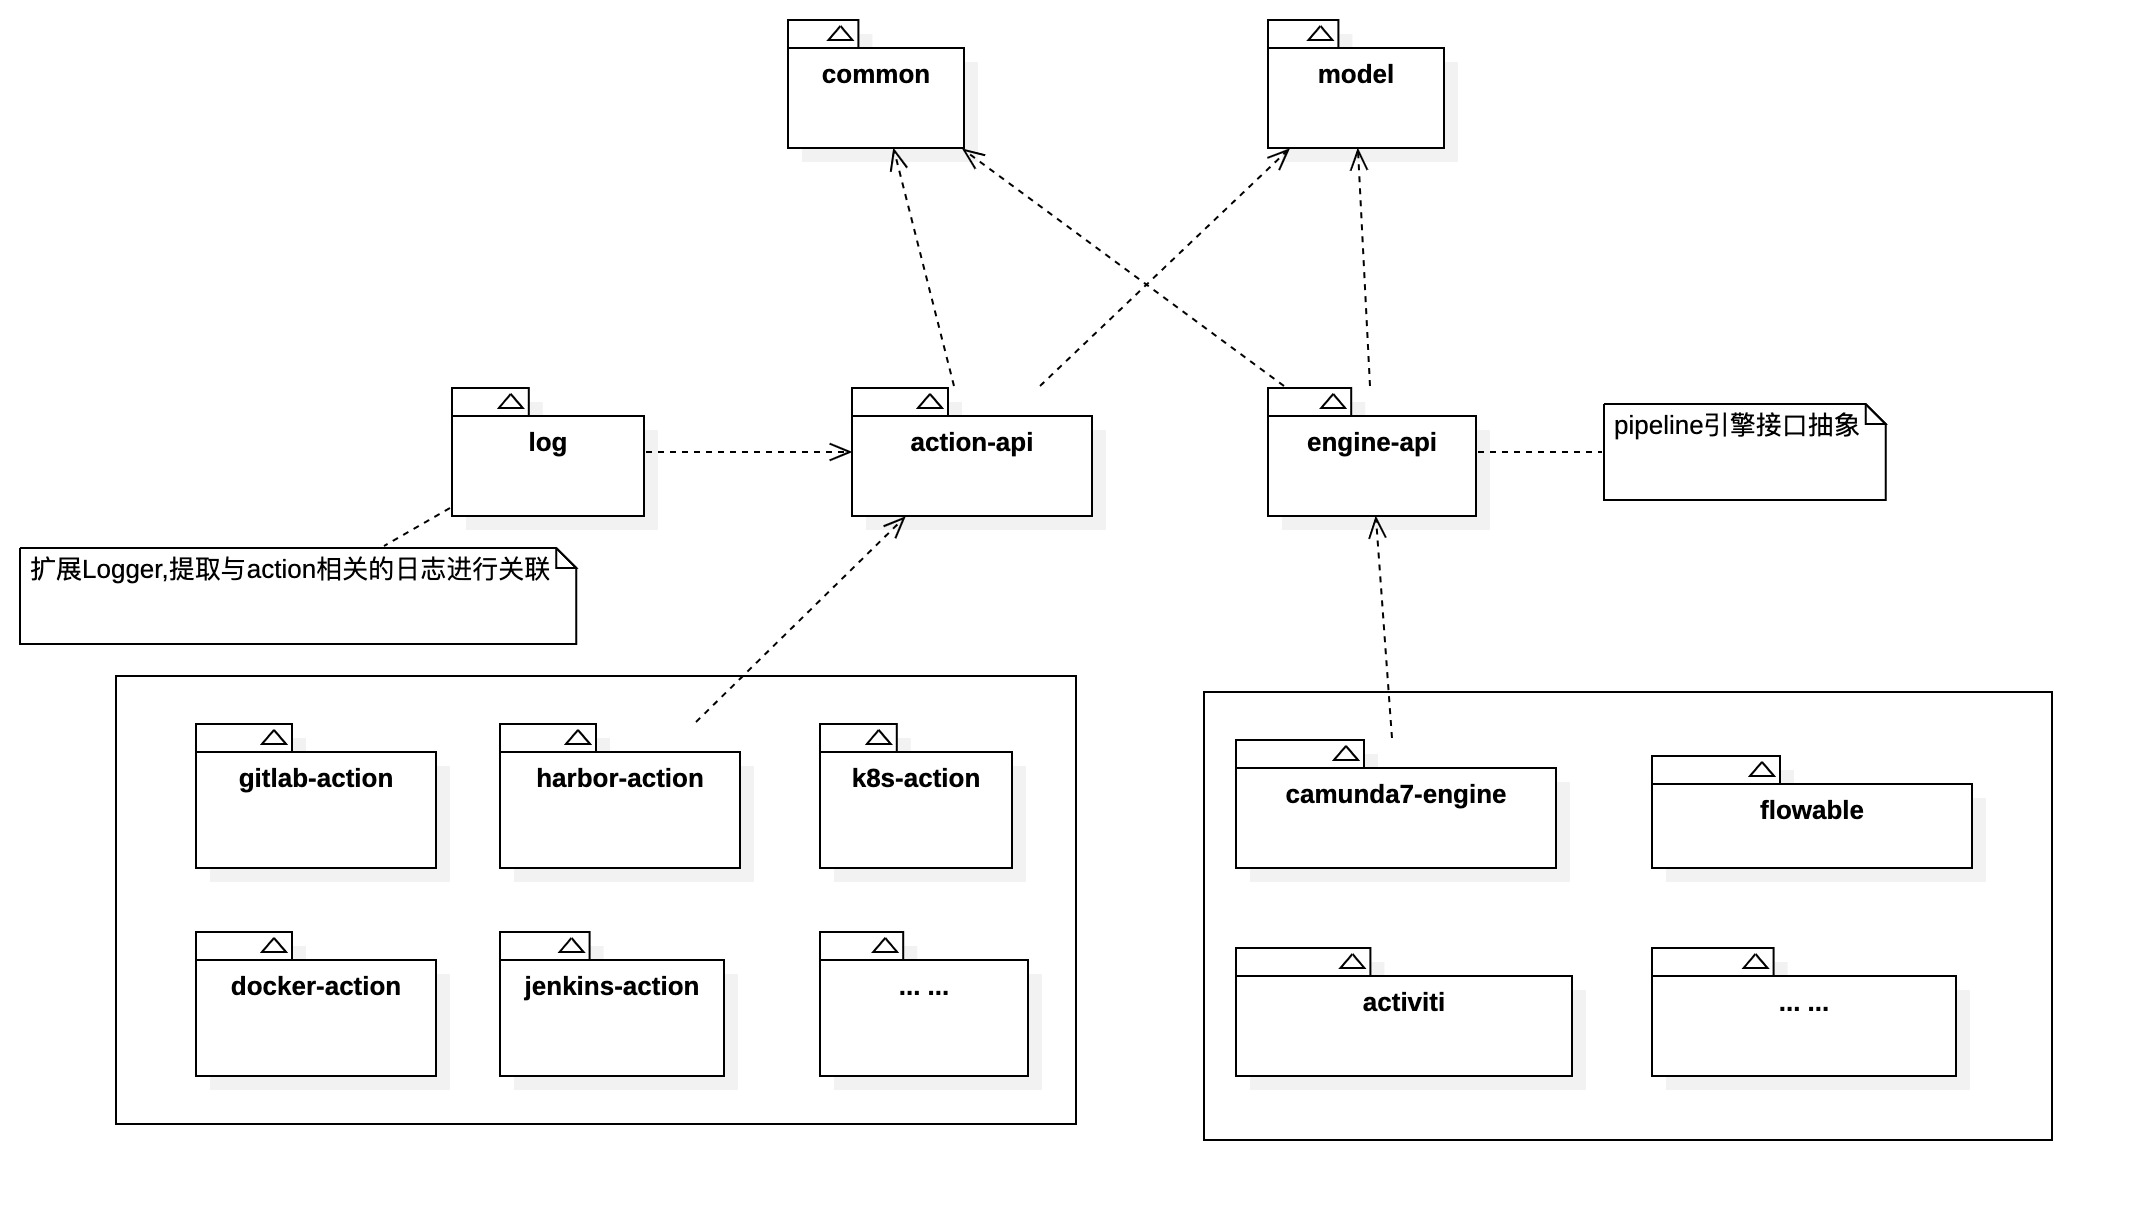 common
model
log
action-api
engine-api
pipeline引擎接口抽象
扩展Logger,提取与action相关的日志进行关联
gitlab-action
harbor-action
k8s-action
camunda7-engine
flowable
docker-action
jenkins-action
... ...
activiti
... ...